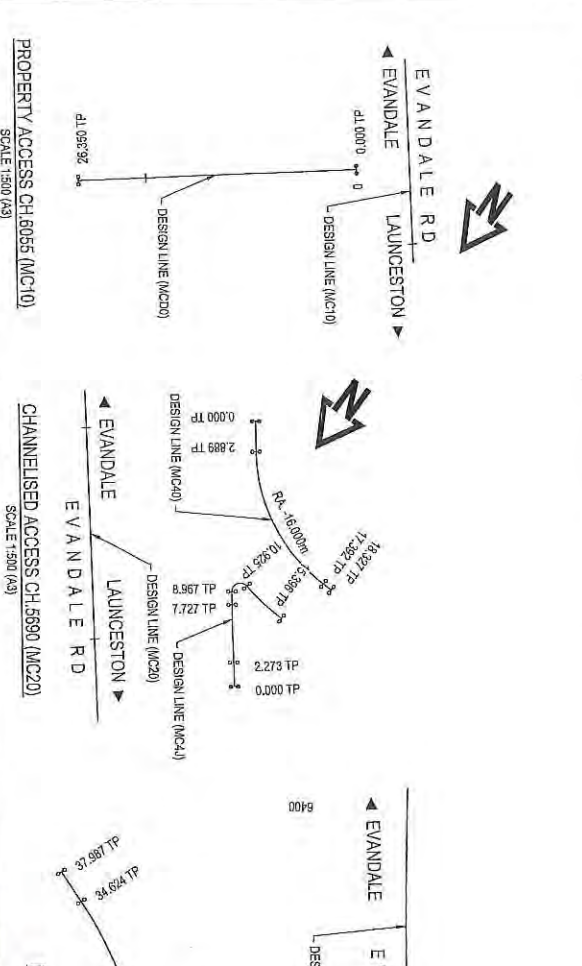 EVANDALE RD
◄ EVANDALE
LAUNCESTON ►
N
0.000 TP
0
DESIGN LINE (MC10)
DESIGN LINE (MCD0)
26.350 TP
PROPERTY ACCESS CH.6055 (MC10)
SCALE 1:500 (A3)
N
0.000 TP
2.889 TP
DESIGN LINE (MC40)
RA. -16.000m
17.392 TP
18.327 TP
10.825 TP
15.396 TP
8.967 TP
7.727 TP
2.273 TP
0.000 TP
DESIGN LINE (MC4J)
DESIGN LINE (MC20)
◄ EVANDALE
LAUNCESTON ►
EVANDALE RD
CHANNELISED ACCESS CH.5690 (MC20)
SCALE 1:500 (A3)
6400
◄ EVANDALE
E
DES
37.987 TP
34.624 TP